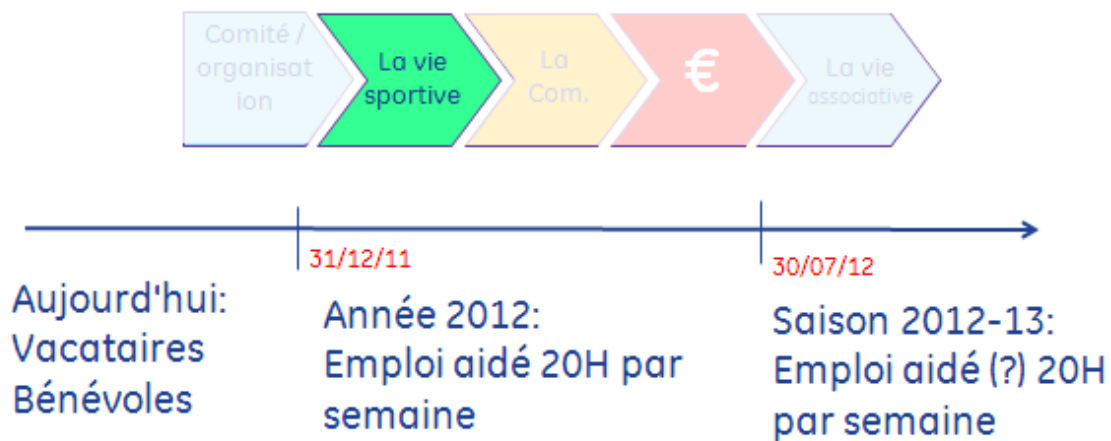 Comité /
organisat
ion
La vie
sportive
La
Com.
€
La vie
associative
31/12/11
30/07/12
Aujourd'hui:
Vacataires
Bénévoles
Année 2012:
Emploi aidé 20H par
semaine
Saison 2012-13:
Emploi aidé (?) 20H
par semaine